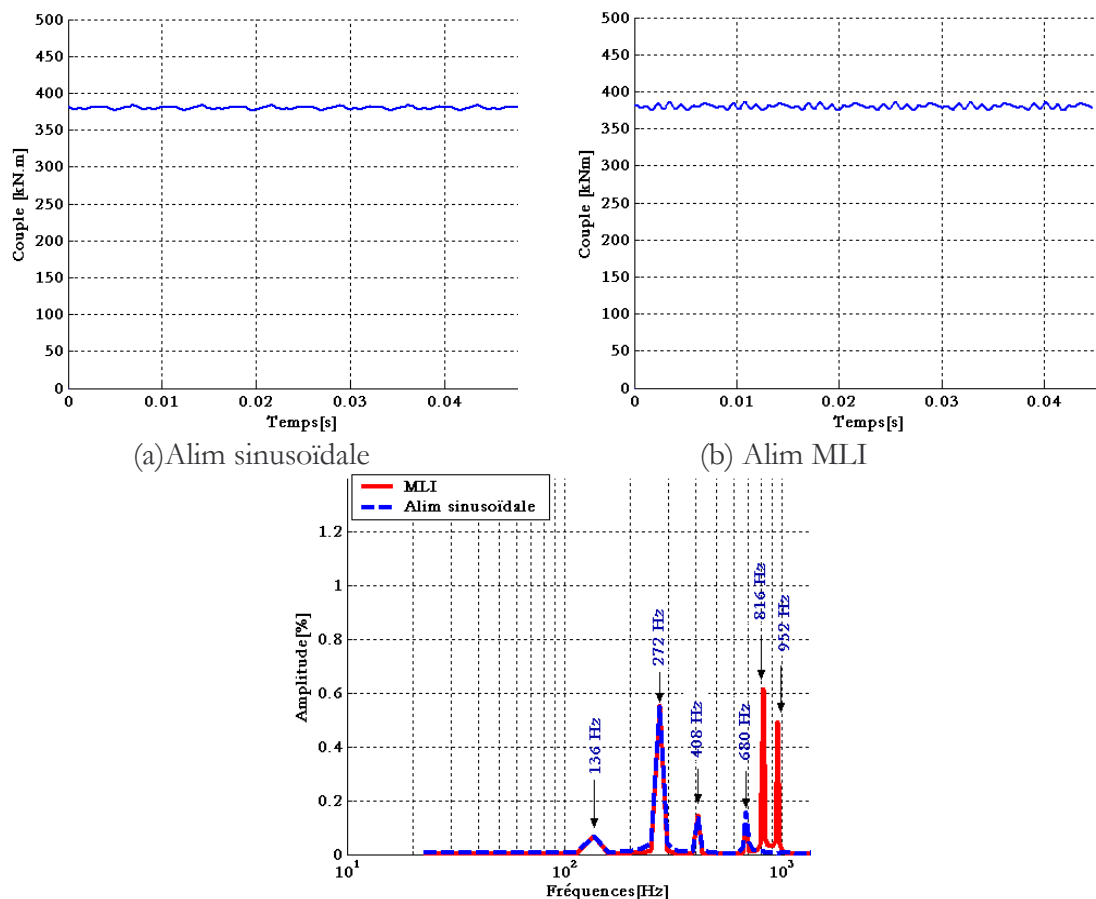 500
450
400
350
300
250
200
150
100
50
0
Couple [kN.m]
0 0.01 0.02 0.03 0.04
Temps[s]
(a)Alim sinusoïdale
500
450
400
350
300
250
200
150
100
50
0
Couple [kNm]
0 0.01 0.02 0.03 0.04
Temps[s]
(b) Alim MLI
MLI
Alim sinusoïdale
1.2
1
0.8
0.6
0.4
0.2
0
Amplitude[%]
136 Hz
272 Hz
408 Hz
680 Hz
816 Hz
952 Hz
10¹ 10² 10³
Fréquences[Hz]